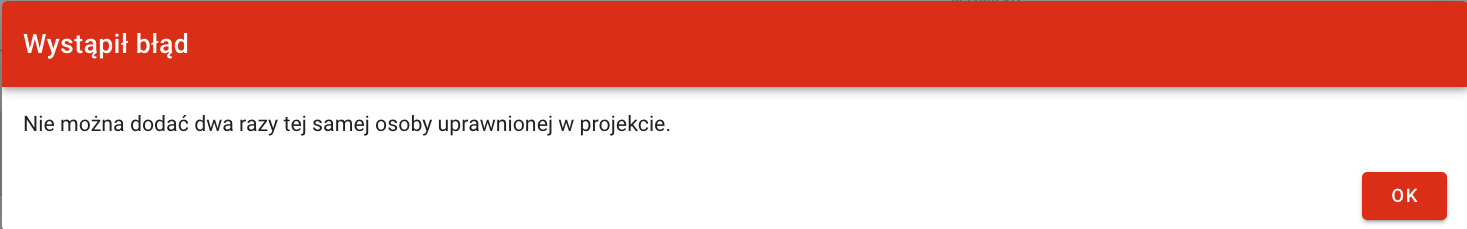 Wystąpił błąd
Nie można dodać dwa razy tej samej osoby uprawnionej w projekcie.
OK